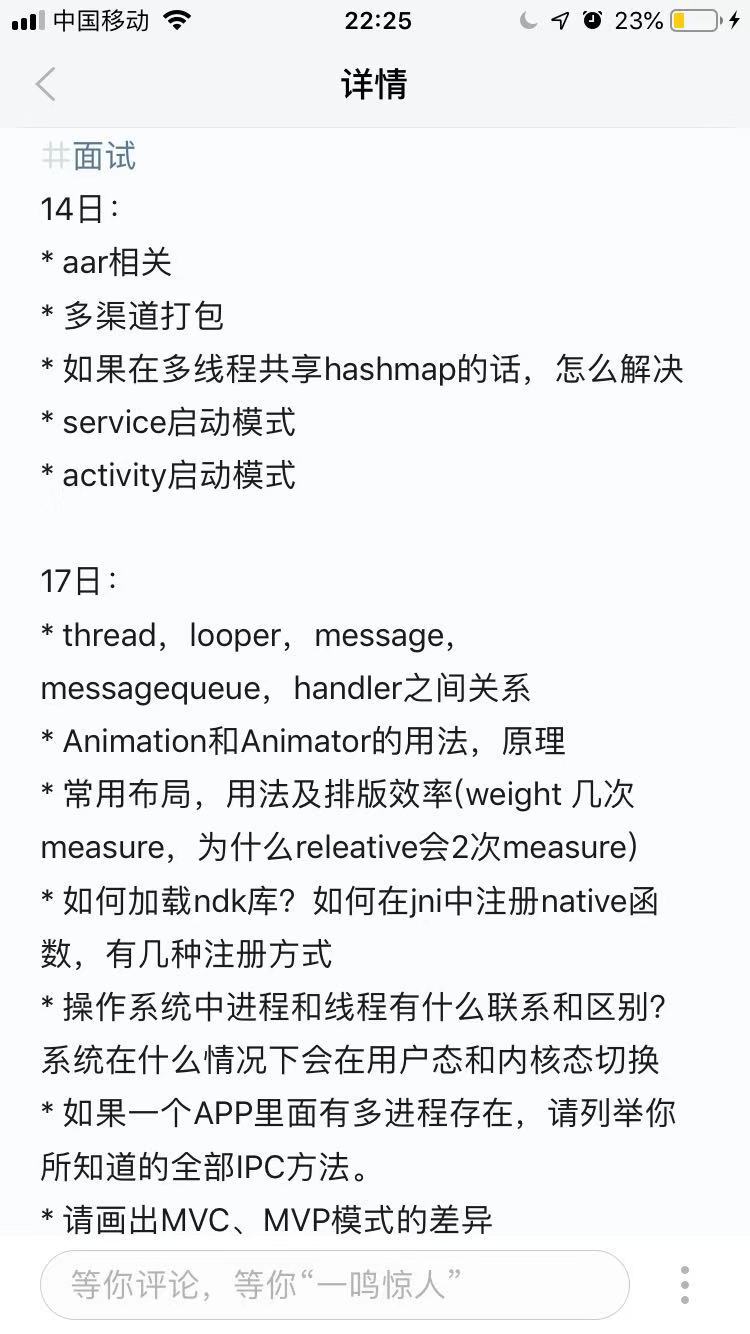 中国移动 22:25 23%
详情
#面试
14日：
* aar相关
* 多渠道打包
* 如果在多线程共享hashmap的话，怎么解决
* service启动模式
* activity启动模式
17日：
* thread，looper，message，
messagequeue，handler之间关系
* Animation和Animator的用法，原理
* 常用布局，用法及排版效率(weight 几次
measure，为什么releative会2次measure)
* 如何加载ndk库？如何在jni中注册native函
数，有几种注册方式
* 操作系统中进程和线程有什么联系和区别？
系统在什么情况下会在用户态和内核态切换
* 如果一个APP里面有多进程存在，请列举你
所知道的全部IPC方法。
* 请画出MVC、MVP模式的差异
等你评论，等你“一鸣惊人”